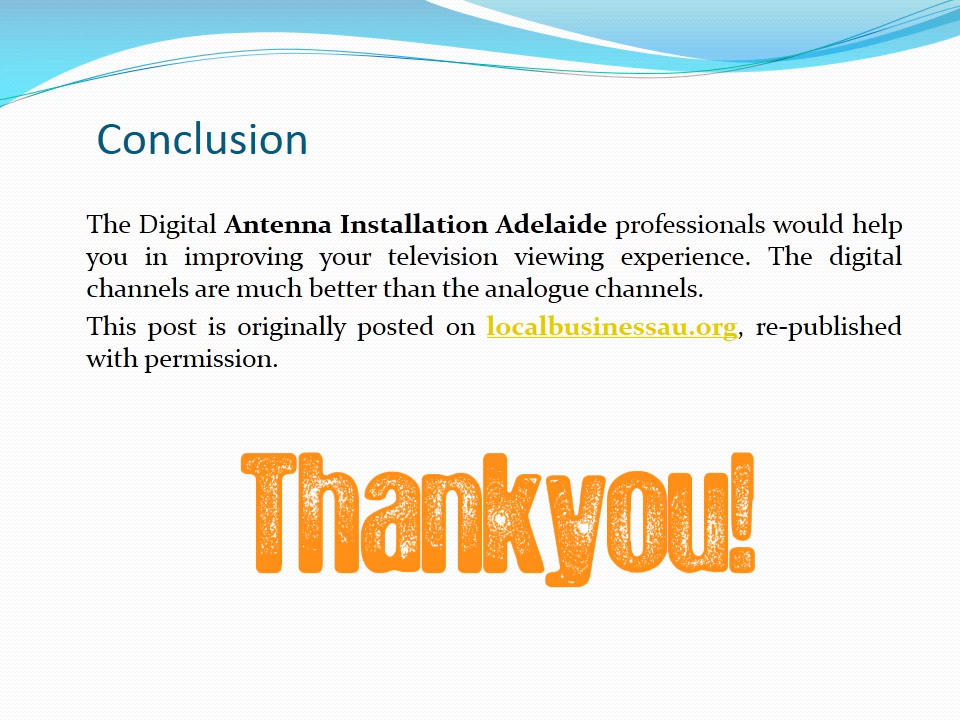 Conclusion
The Digital Antenna Installation Adelaide professionals would help
you in improving your television viewing experience. The digital
channels are much better than the analogue channels.
This post is originally posted on localbusinessau.org, re-published
with permission.
Thankyou!